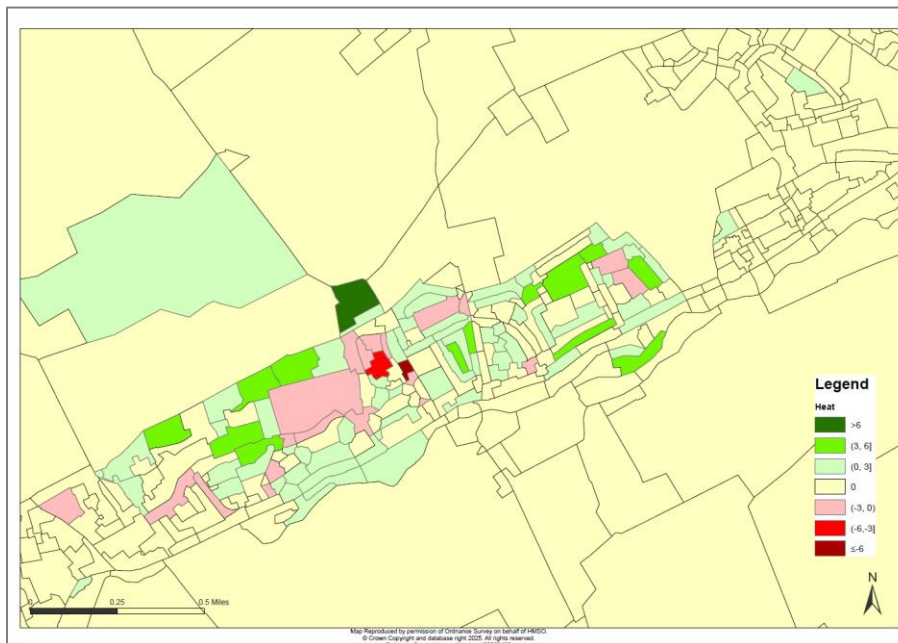 Legend
Heat
>6
(3, 6]
(0, 3]
0
(-3, 0)
(-6,-3]
≤-6
N
0 0.25 0.5 Miles
Map Reproduced by permission of Ordnance Survey on behalf of HMSO.
© Crown Copyright and database right 2025. All rights reserved.